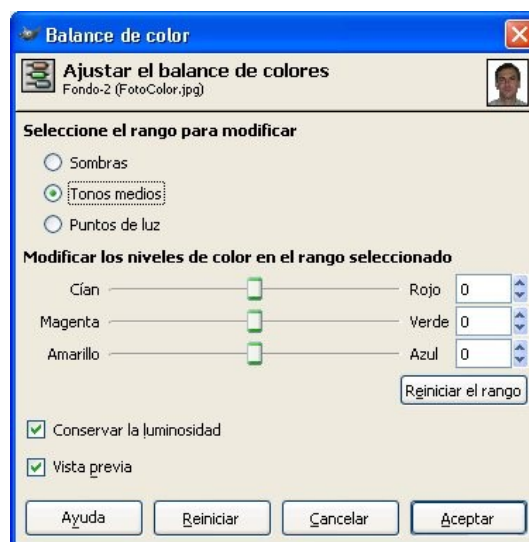 Balance de color
Ajustar el balance de colores
Fondo-2 (FotoColor.jpg)
Seleccione el rango para modificar
Sombras
Tonos medios
Puntos de luz
Modificar los niveles de color en el rango seleccionado
Cían Rojo 0
Magenta Verde 0
Amarillo Azul 0
Reiniciar el rango
Conservar la luminosidad
Vista previa
Ayuda Reiniciar Cancelar Aceptar